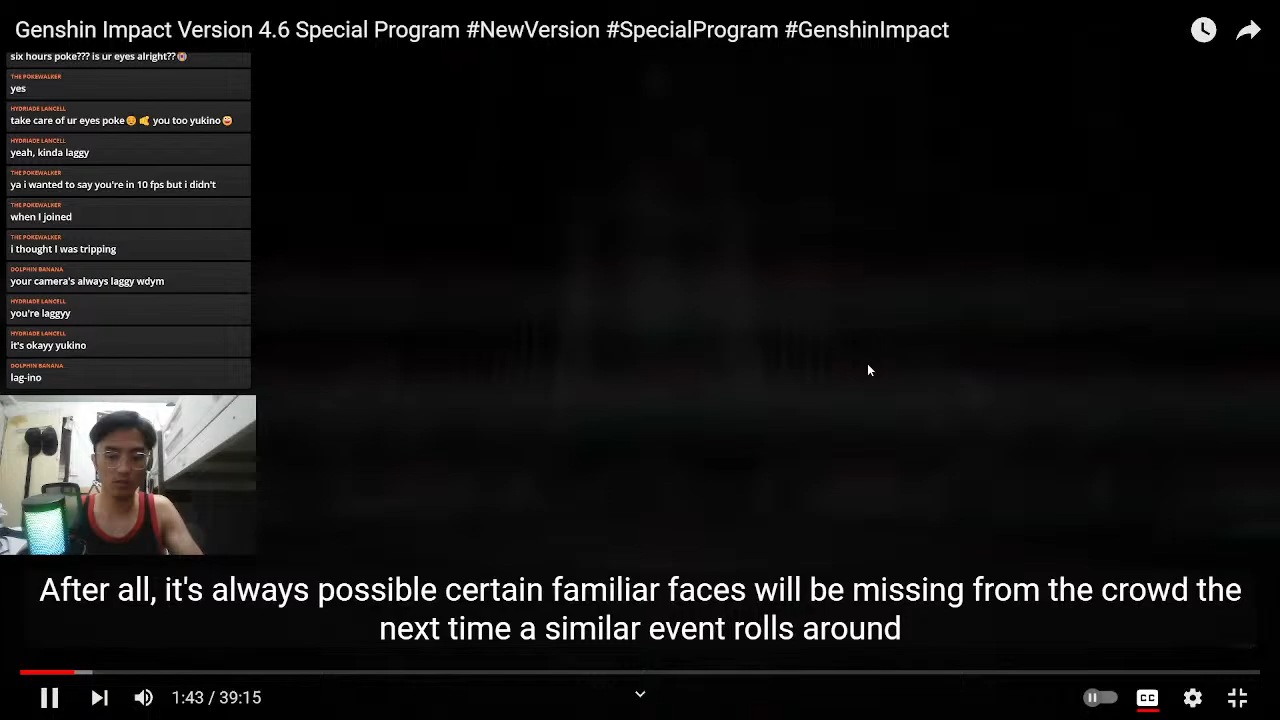 Genshin Impact Version 4.6 Special Program #NewVersion #SpecialProgram #GenshinImpact
six hours poke??? is ur eyes alright??
THE POKEWALKER
yes
HYDRIADE LANCELL
take care of ur eyes poke😊 🤙 you too yukino😄
HYDRIADE LANCELL
yeah, kinda laggy
THE POKEWALKER
ya i wanted to say you're in 10 fps but i didn't
THE POKEWALKER
when I joined
THE POKEWALKER
i thought I was tripping
DOLPHIN BANANA
your camera's always laggy wdym
HYDRIADE LANCELL
you're laggyy
HYDRIADE LANCELL
it's okayy yukino
DOLPHIN BANANA
lag-ino
After all, it's always possible certain familiar faces will be missing from the crowd the
next time a similar event rolls around
1:43 / 39:15
CC